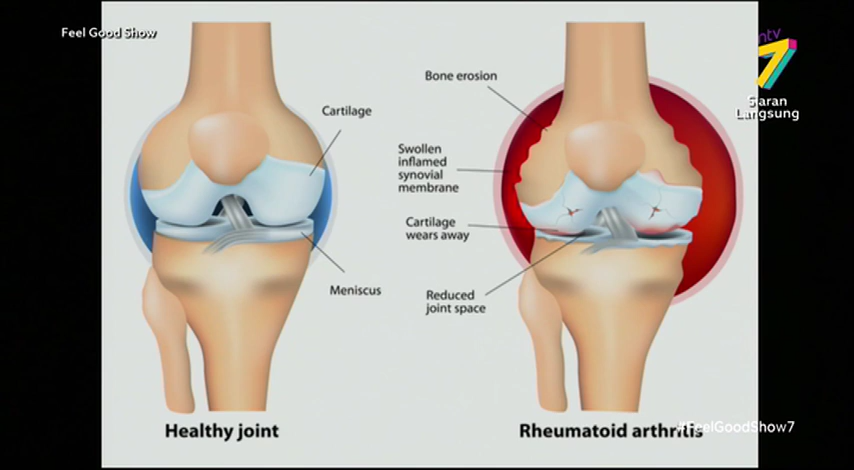 Feel Good Show
ntv
7
Siaran
Langsung
Bone erosion
Cartilage
Swollen
inflamed
synovial
membrane
Cartilage
wears away
Meniscus
Reduced
joint space
Healthy joint
Rheumatoid arthritis
#FeelGoodShow7